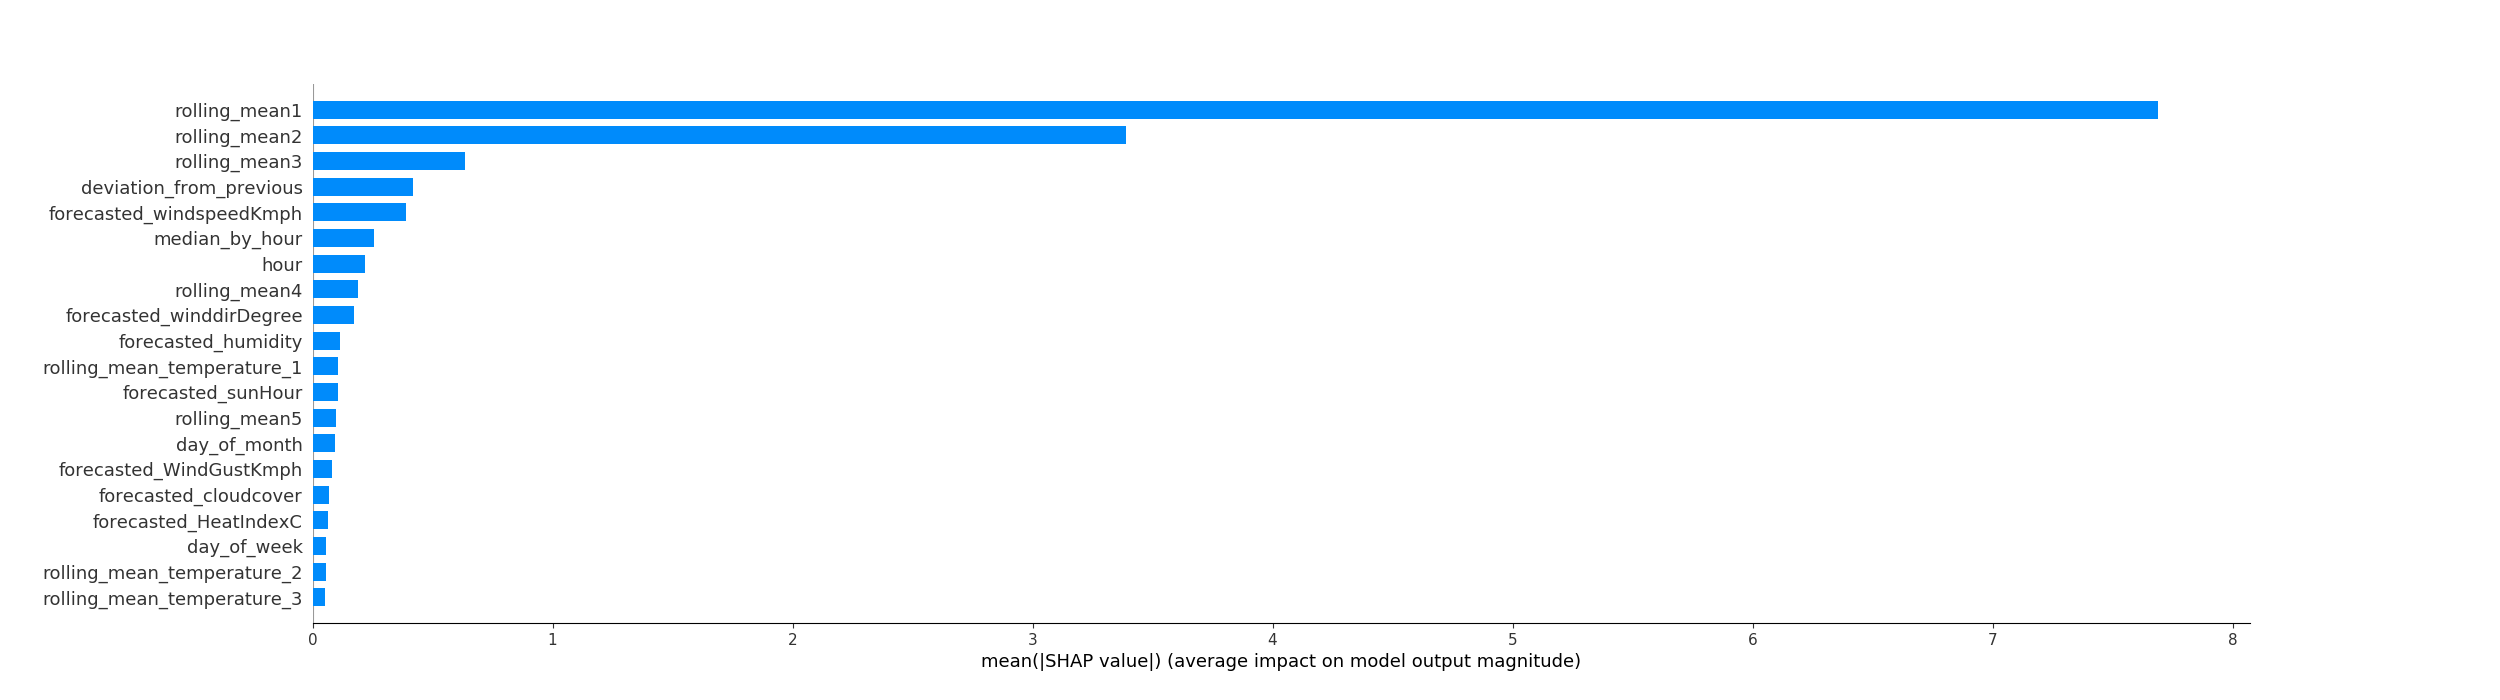 rolling_mean1
rolling_mean2
rolling_mean3
deviation_from_previous
forecasted_windspeedKmph
median_by_hour
hour
rolling_mean4
forecasted_winddirDegree
forecasted_humidity
rolling_mean_temperature_1
forecasted_sunHour
rolling_mean5
day_of_month
forecasted_WindGustKmph
forecasted_cloudcover
forecasted_HeatIndexC
day_of_week
rolling_mean_temperature_2
rolling_mean_temperature_3
0 1 2 3 4 5 6 7 8
mean(|SHAP value|) (average impact on model output magnitude)